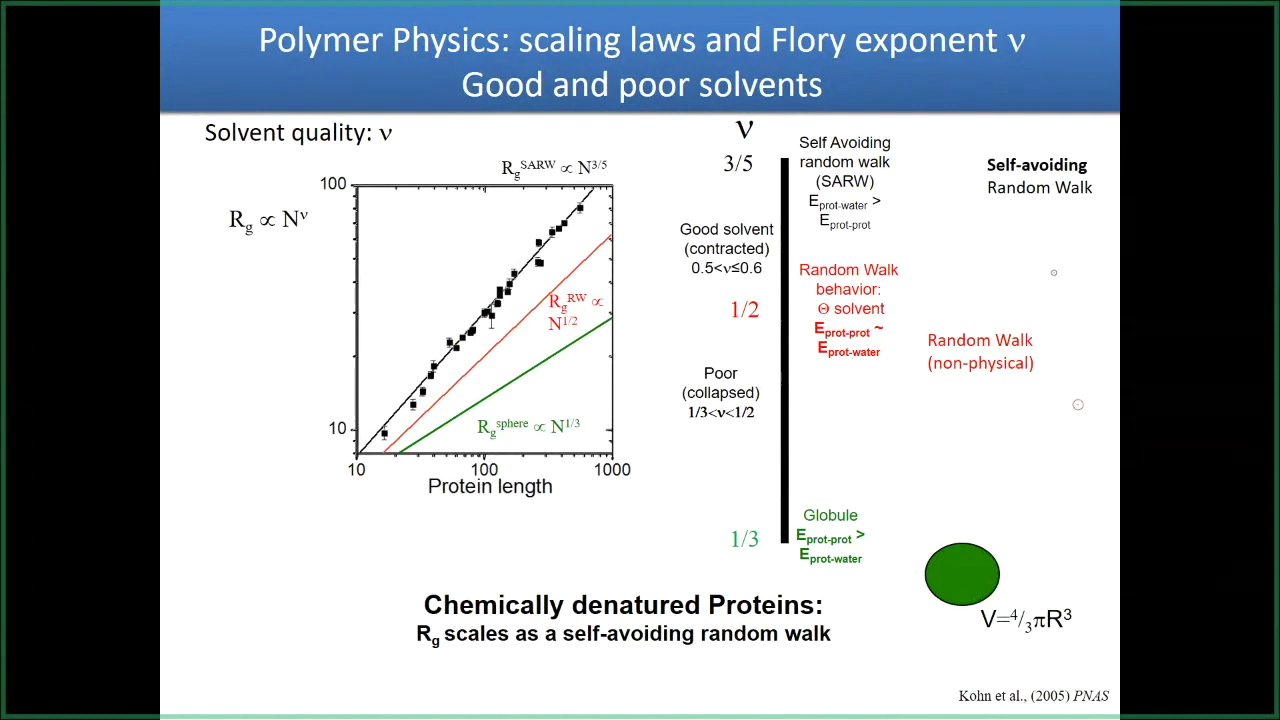 Polymer Physics: scaling laws and Flory exponent ν
Good and poor solvents
Solvent quality: ν
R_g ∝ N^ν
R_g^SARW ∝ N^3/5
100
10
R_g^RW ∝
N^1/2
R_g^sphere ∝ N^1/3
10
100
1000
Protein length
ν
3/5
Good solvent
(contracted)
0.5<ν≤0.6
1/2
Poor
(collapsed)
1/3<ν<1/2
1/3
Self Avoiding
random walk
(SARW)
E_prot-water >
E_prot-prot
Random Walk
behavior:
Θ solvent
E_prot-prot ~
E_prot-water
Globule
E_prot-prot >
E_prot-water
Self-avoiding
Random Walk
Random Walk
(non-physical)
V=4/3πR^3
Chemically denatured Proteins:
R_g scales as a self-avoiding random walk
Kohn et al., (2005) PNAS